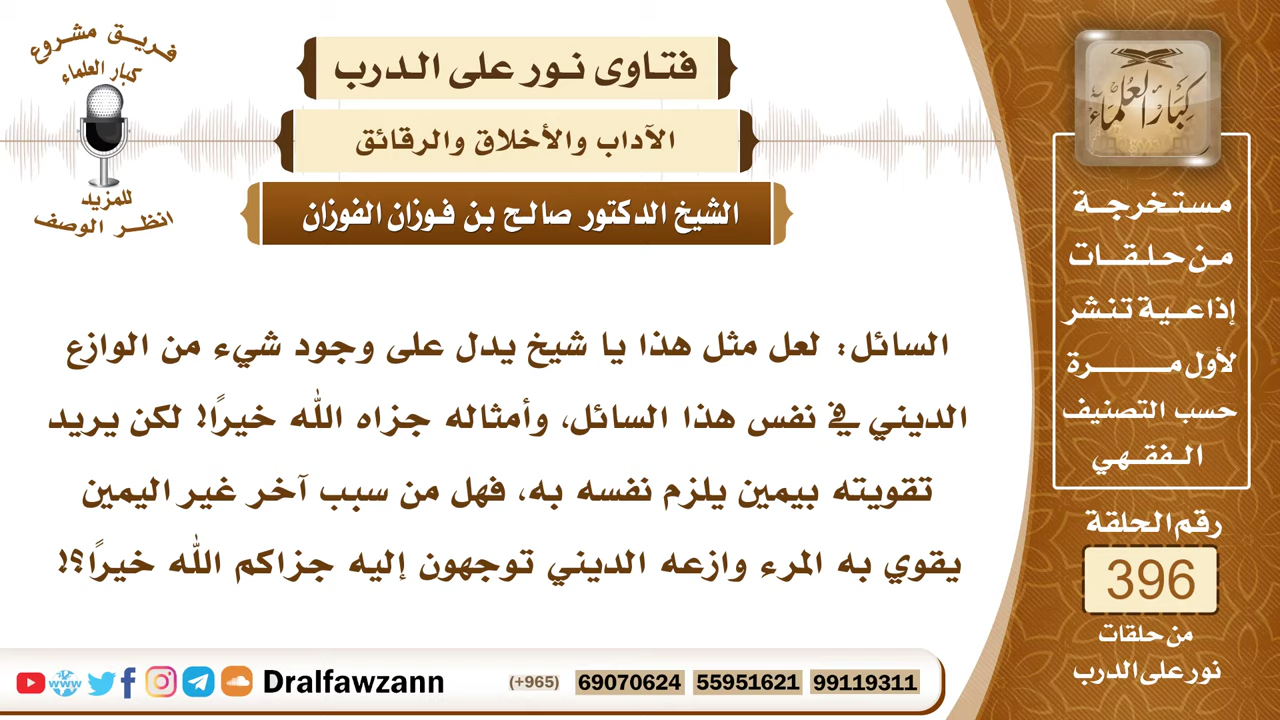 فريق مشروع
كبار العلماء
للمزيد
انظر الوصف
فتاوى نور على الدرب
الآداب والأخلاق والرقائق
الشيخ الدكتور صالح بن فوزان الفوزان
السائل: لعل مثل هذا يا شيخ يدل على وجود شيء من الوازع
الديني في نفس هذا السائل، وأمثاله جزاه الله خيرًا! لكن يريد
تقويته بيمين يلزم نفسه به، فهل من سبب آخر غير اليمين
يقوي به المرء وازعه الديني توجهون إليه جزاكم الله خيرًا؟!
كبار العلماء
مستخرجة
من حلقات
إذاعية تنشر
لأول مرة
حسب التصنيف
الفقهي
رقم الحلقة
396
من حلقات
نور على الدرب
www
Dralfawzann
(+965) 69070624 55951621 99119311